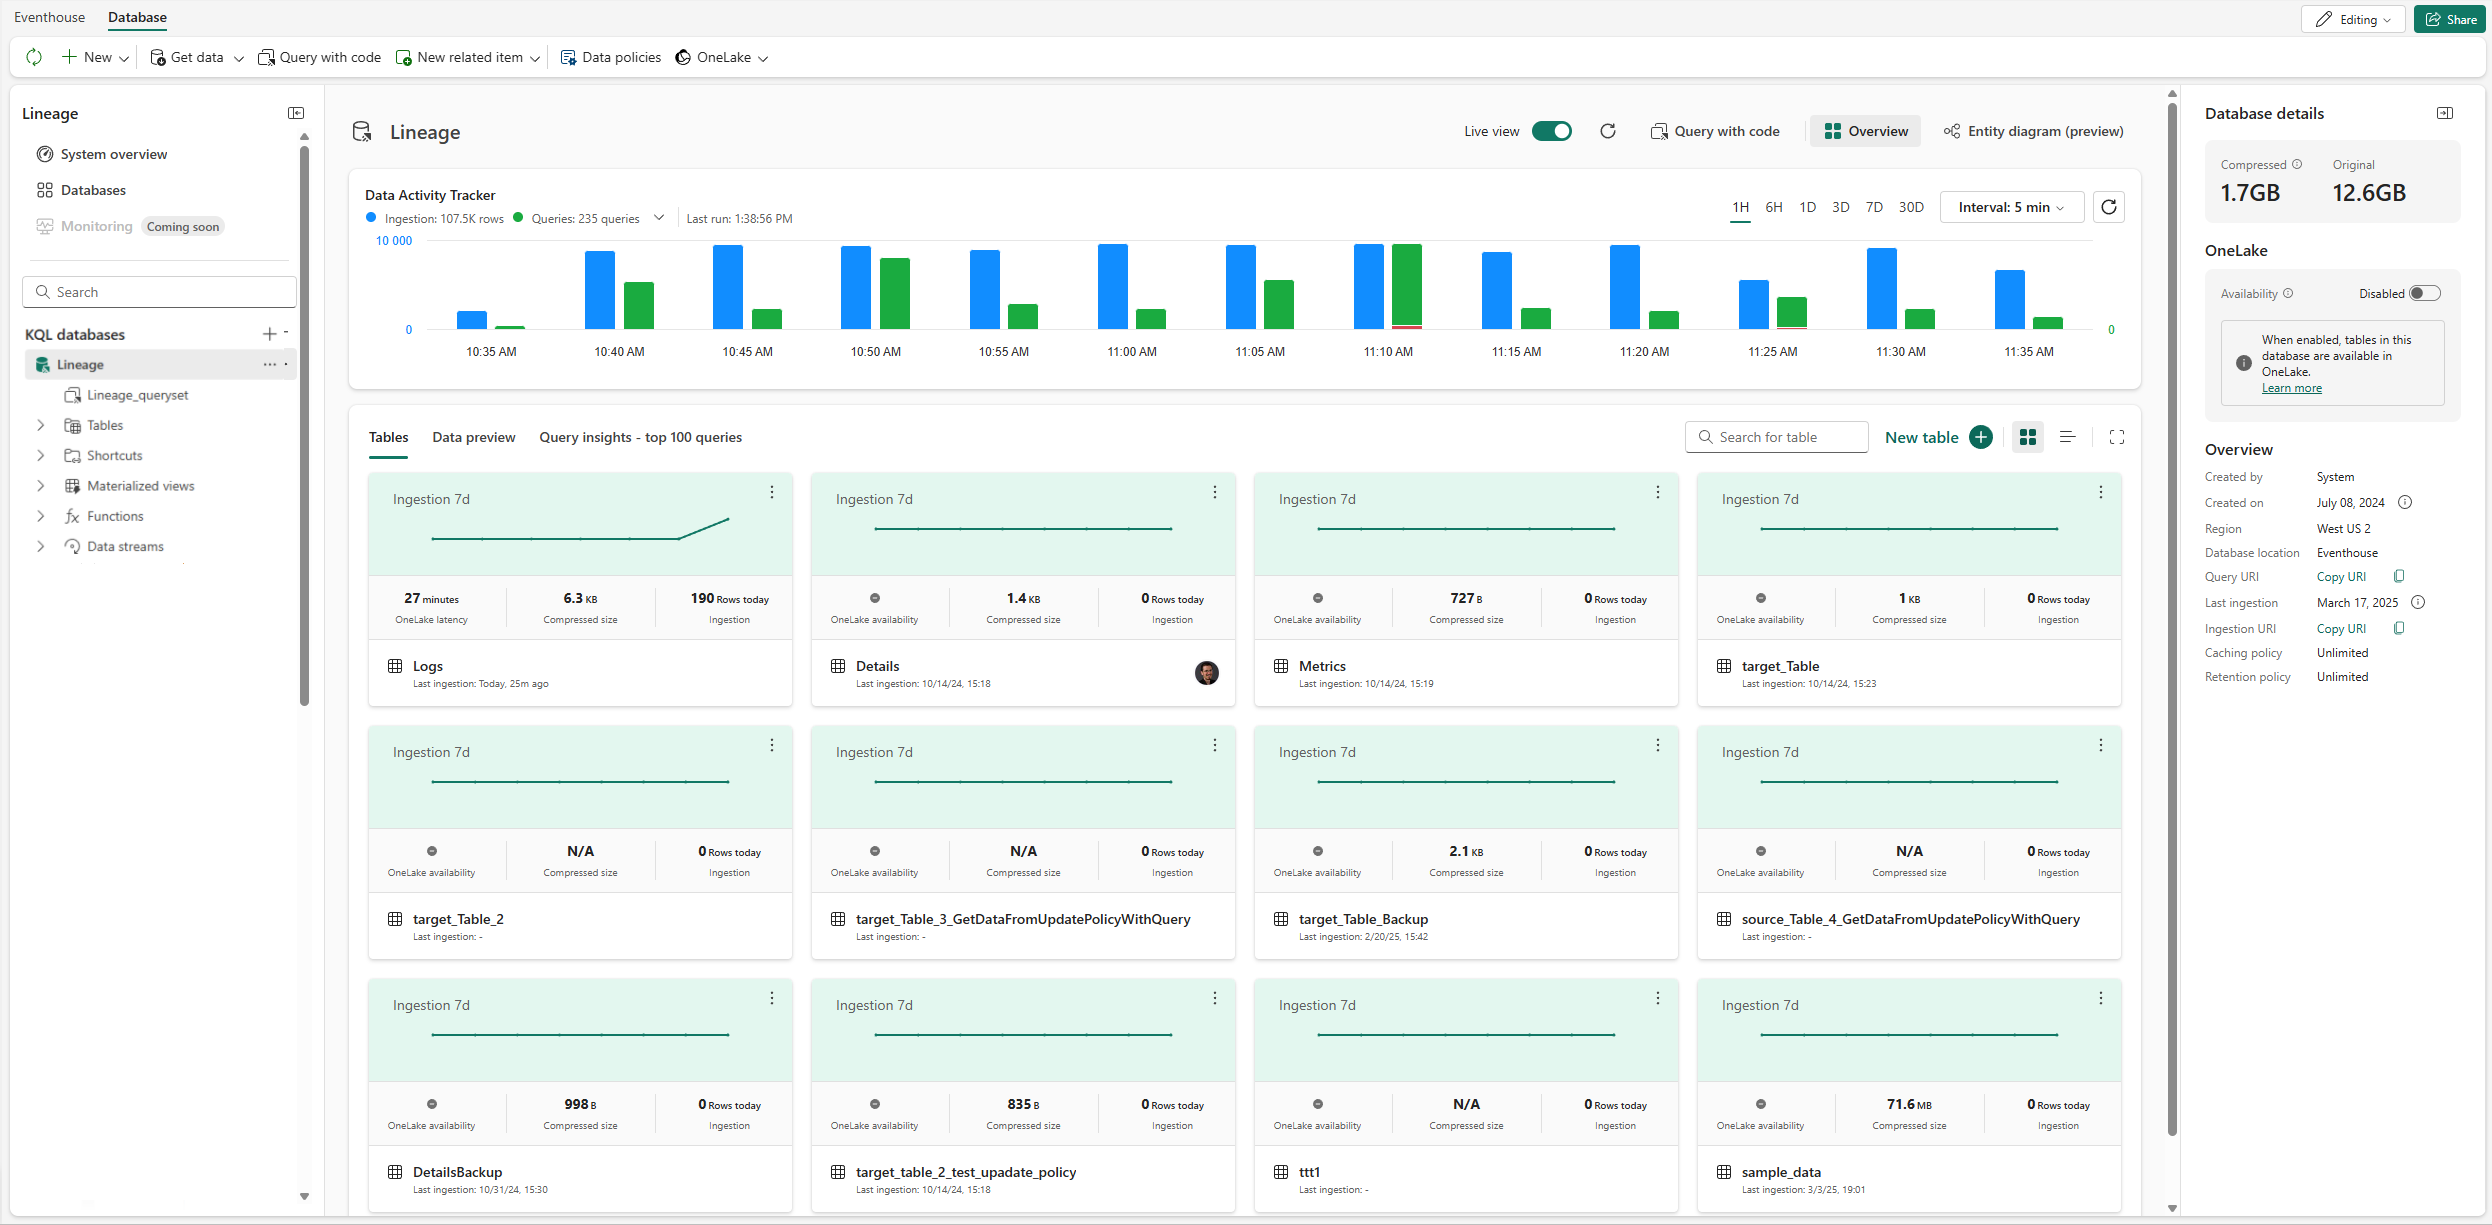 Eventhouse Database
Editing Share
New Get data Query with code New related item Data policies OneLake
Lineage
System overview
Databases
Monitoring Coming soon
Search
KQL databases
Lineage
Lineage_queryset
Tables
Shortcuts
Materialized views
Functions
Data streams
Lineage
Live view Query with code Overview Entity diagram (preview)
Data Activity Tracker
Ingestion: 107.5K rows Queries: 235 queries Last run: 1:38:56 PM
1H 6H 1D 3D 7D 30D Interval: 5 min
10 000
0 0
10:35 AM 10:40 AM 10:45 AM 10:50 AM 10:55 AM 11:00 AM 11:05 AM 11:10 AM 11:15 AM 11:20 AM 11:25 AM 11:30 AM 11:35 AM
Tables Data preview Query insights - top 100 queries
Search for table New table
Ingestion 7d
27 minutes 6.3 KB 190 Rows today
OneLake latency Compressed size Ingestion
Logs
Last ingestion: Today, 25m ago
Ingestion 7d
1.4 KB 0 Rows today
OneLake availability Compressed size Ingestion
Details
Last ingestion: 10/14/24, 15:18
Ingestion 7d
727 B 0 Rows today
OneLake availability Compressed size Ingestion
Metrics
Last ingestion: 10/14/24, 15:19
Ingestion 7d
1 KB 0 Rows today
OneLake availability Compressed size Ingestion
target_Table
Last ingestion: 10/14/24, 15:23
Ingestion 7d
N/A 0 Rows today
OneLake availability Compressed size Ingestion
target_Table_2
Last ingestion: -
Ingestion 7d
N/A 0 Rows today
OneLake availability Compressed size Ingestion
target_Table_3_GetDataFromUpdatePolicyWithQuery
Last ingestion: -
Ingestion 7d
2.1 KB 0 Rows today
OneLake availability Compressed size Ingestion
target_Table_Backup
Last ingestion: 2/20/25, 15:42
Ingestion 7d
N/A 0 Rows today
OneLake availability Compressed size Ingestion
source_Table_4_GetDataFromUpdatePolicyWithQuery
Last ingestion: -
Ingestion 7d
998 B 0 Rows today
OneLake availability Compressed size Ingestion
DetailsBackup
Last ingestion: 10/31/24, 15:30
Ingestion 7d
835 B 0 Rows today
OneLake availability Compressed size Ingestion
target_table_2_test_upadate_policy
Last ingestion: 10/14/24, 15:18
Ingestion 7d
N/A 0 Rows today
OneLake availability Compressed size Ingestion
ttt1
Last ingestion: -
Ingestion 7d
71.6 MB 0 Rows today
OneLake availability Compressed size Ingestion
sample_data
Last ingestion: 3/3/25, 19:01
Database details
Compressed Original
1.7GB 12.6GB
OneLake
Availability Disabled
When enabled, tables in this
database are available in
OneLake.
Learn more
Overview
Created by System
Created on July 08, 2024
Region West US 2
Database location Eventhouse
Query URI Copy URI
Last ingestion March 17, 2025
Ingestion URI Copy URI
Caching policy Unlimited
Retention policy Unlimited